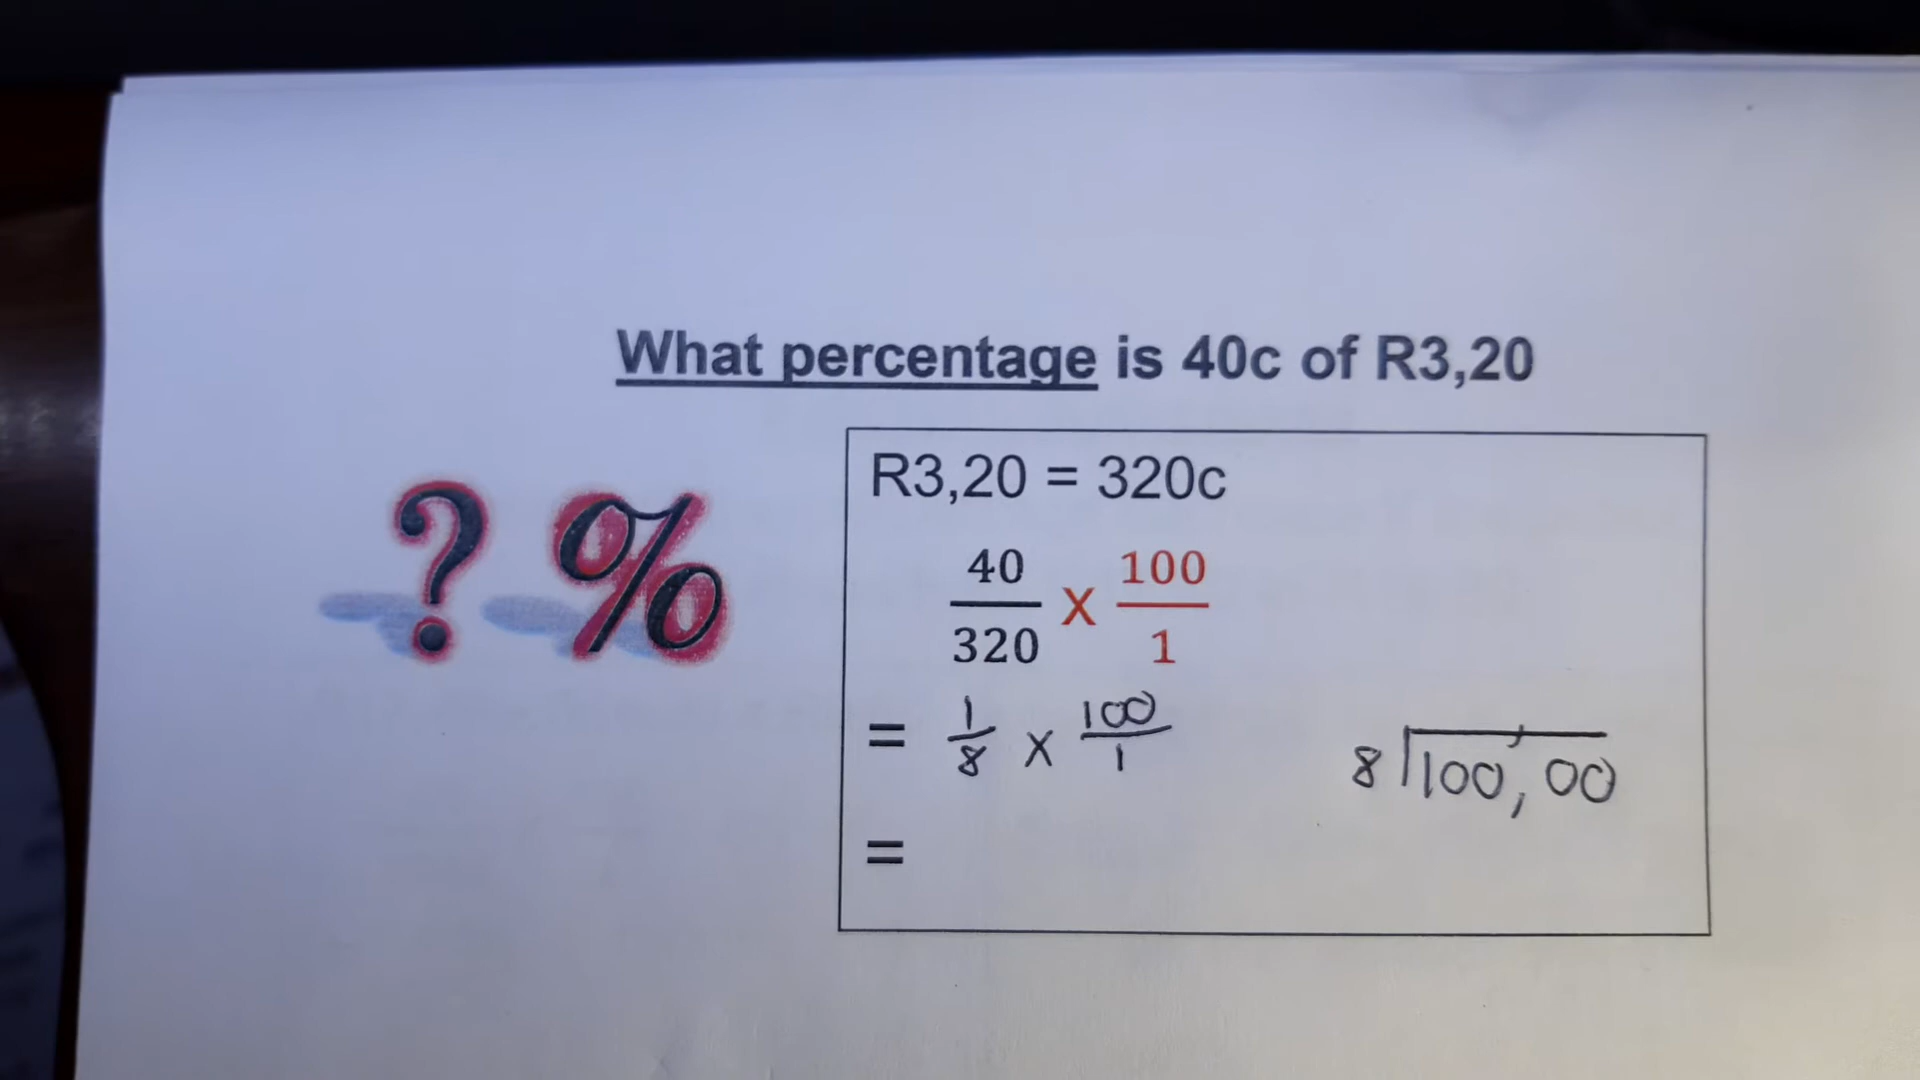 What percentage is 40c of R3,20
? %
R3,20 = 320c
40/320 X 100/1
= 1/8 X 100/1
8 100,00
=